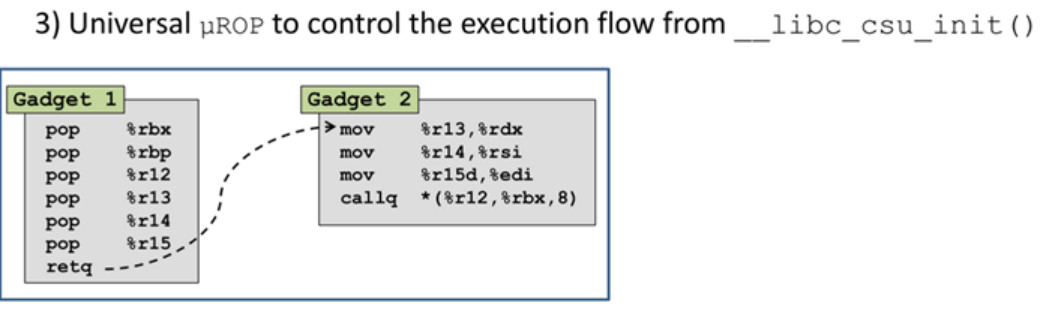 3) Universal μROP to control the execution flow from __libc_csu_init()
Gadget 1
pop %rbx
pop %rbp
pop %r12
pop %r13
pop %r14
pop %r15
retq
Gadget 2
mov %r13,%rdx
mov %r14,%rsi
mov %r15d,%edi
callq *(%r12,%rbx,8)